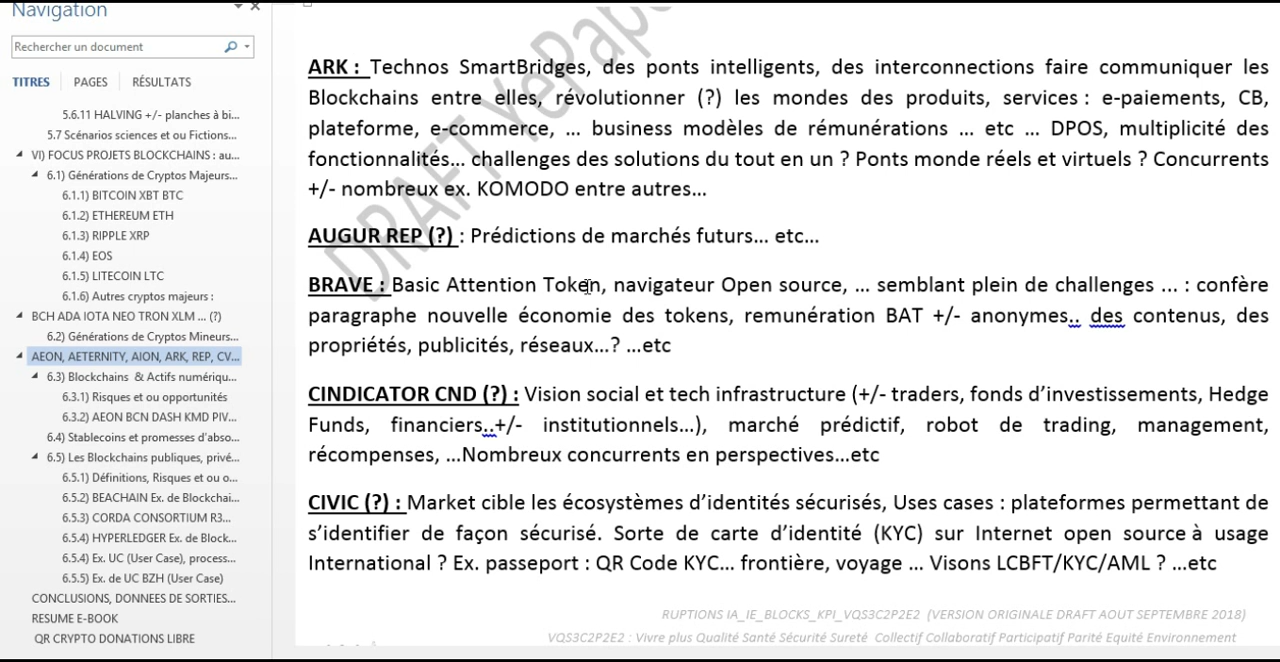 Navigation
Rechercher un document
TITRES PAGES RÉSULTATS
5.6.11 HALVING +/- planches à bi...
5.7 Scénarios sciences et ou Fictions...
VI) FOCUS PROJETS BLOCKCHAINS : au...
6.1) Générations de Cryptos Majeurs...
6.1.1) BITCOIN XBT BTC
6.1.2) ETHEREUM ETH
6.1.3) RIPPLE XRP
6.1.4) EOS
6.1.5) LITECOIN LTC
6.1.6) Autres cryptos majeurs :
BCH ADA IOTA NEO TRON XLM ... (?)
6.2) Générations de Cryptos Mineurs...
AEON, AETERNITY, AION, ARK, REP, CV...
6.3) Blockchains & Actifs numériqu...
6.3.1) Risques et ou opportunités
6.3.2) AEON BCN DASH KMD PIV...
6.4) Stablecoins et promesses d'abso...
6.5) Les Blockchains publiques, privé...
6.5.1) Définitions, Risques et ou o...
6.5.2) BEACHAIN Ex. de Blockchai...
6.5.3) CORDA CONSORTIUM R3...
6.5.4) HYPERLEDGER Ex. de Block...
6.5.4) Ex. UC (User Case), process...
6.5.5) Ex. de UC BZH (User Case)
CONCLUSIONS, DONNEES DE SORTIES...
RESUME E-BOOK
QR CRYPTO DONATIONS LIBRE
DRAFT YePape
ARK : Technos SmartBridges, des ponts intelligents, des interconnections faire communiquer les
Blockchains entre elles, révolutionner (?) les mondes des produits, services : e-paiements, CB,
plateforme, e-commerce, ... business modèles de rémunérations ... etc ... DPOS, multiplicité des
fonctionnalités... challenges des solutions du tout en un ? Ponts monde réels et virtuels ? Concurrents
+/- nombreux ex. KOMODO entre autres...
AUGUR REP (?) : Prédictions de marchés futurs... etc...
BRAVE : Basic Attention Token, navigateur Open source, ... semblant plein de challenges ... : confère
paragraphe nouvelle économie des tokens, remunération BAT +/- anonymes.. des contenus, des
propriétés, publicités, réseaux...? ...etc
CINDICATOR CND (?) : Vision social et tech infrastructure (+/- traders, fonds d'investissements, Hedge
Funds, financiers..+/- institutionnels...), marché prédictif, robot de trading, management,
récompenses, ...Nombreux concurrents en perspectives...etc
CIVIC (?) : Market cible les écosystèmes d'identités sécurisés, Uses cases : plateformes permettant de
s'identifier de façon sécurisé. Sorte de carte d'identité (KYC) sur Internet open source à usage
International ? Ex. passeport : QR Code KYC... frontière, voyage ... Visons LCBFT/KYC/AML ? ...etc
RUPTIONS IA_IE_BLOCKS_KPI_VQS3C2P2E2 (VERSION ORIGINALE DRAFT AOUT SEPTEMBRE 2018)
VQS3C2P2E2 : Vivre plus Qualité Santé Sécurité Sureté Collectif Collaboratif Participatif Parité Equité Environnement